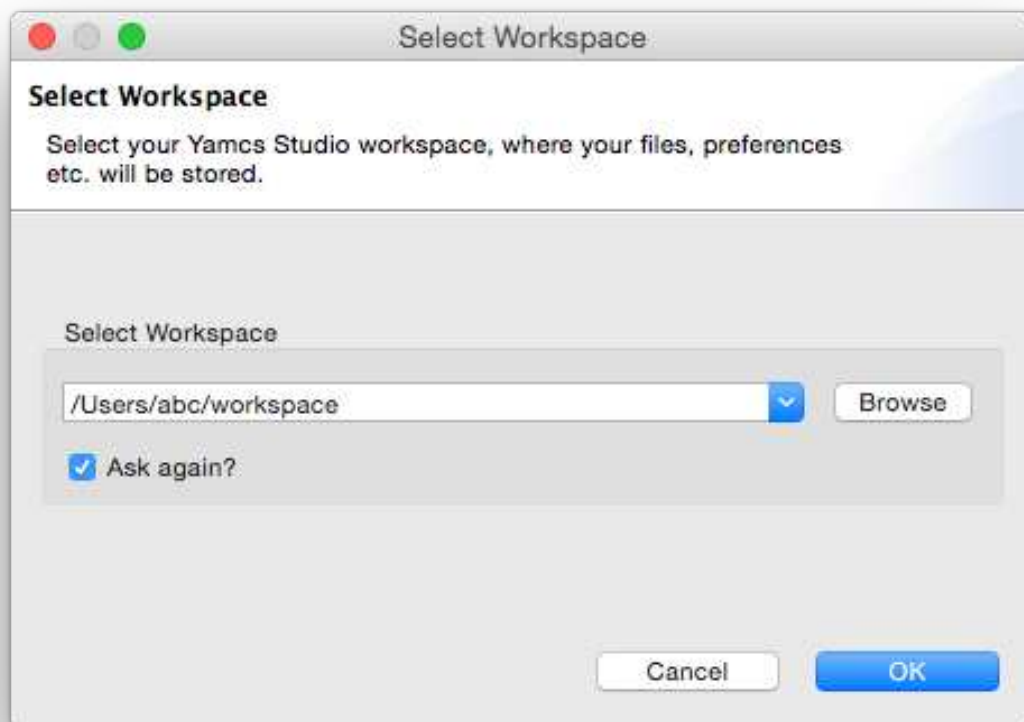 Select Workspace
Select Workspace
Select your Yamcs Studio workspace, where your files, preferences
etc. will be stored.
Select Workspace
/Users/abc/workspace
Browse
Ask again?
Cancel
OK